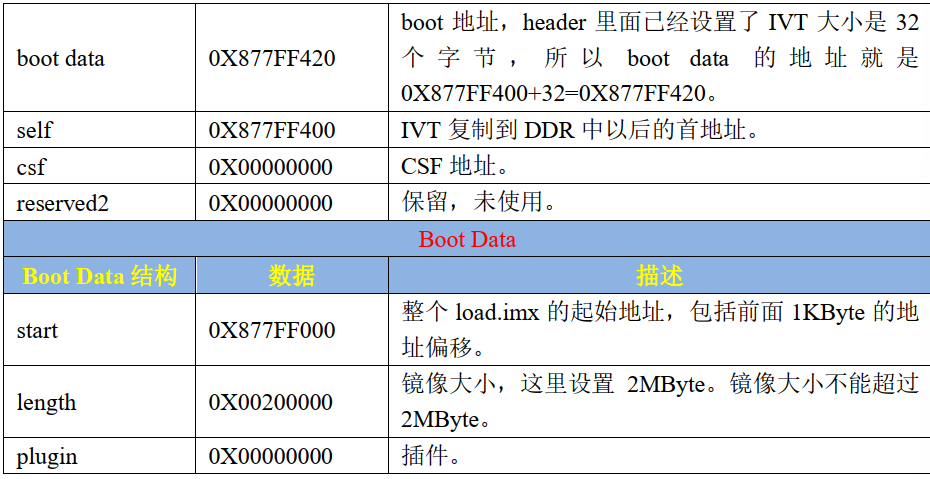 boot 地址，header 里面已经设置了 IVT 大小是 32
boot data 0X877FF420 个字节，所以 boot data 的地址就是
0X877FF400+32=0X877FF420。
self 0X877FF400 IVT 复制到 DDR 中以后的首地址。
csf 0X00000000 CSF 地址。
reserved2 0X00000000 保留，未使用。
Boot Data
Boot Data 结构 数据 描述
start 0X877FF000 整个 load.imx 的起始地址，包括前面 1KByte 的地
址偏移。
length 0X00200000 镜像大小，这里设置 2MByte。镜像大小不能超过
2MByte。
plugin 0X00000000 插件。